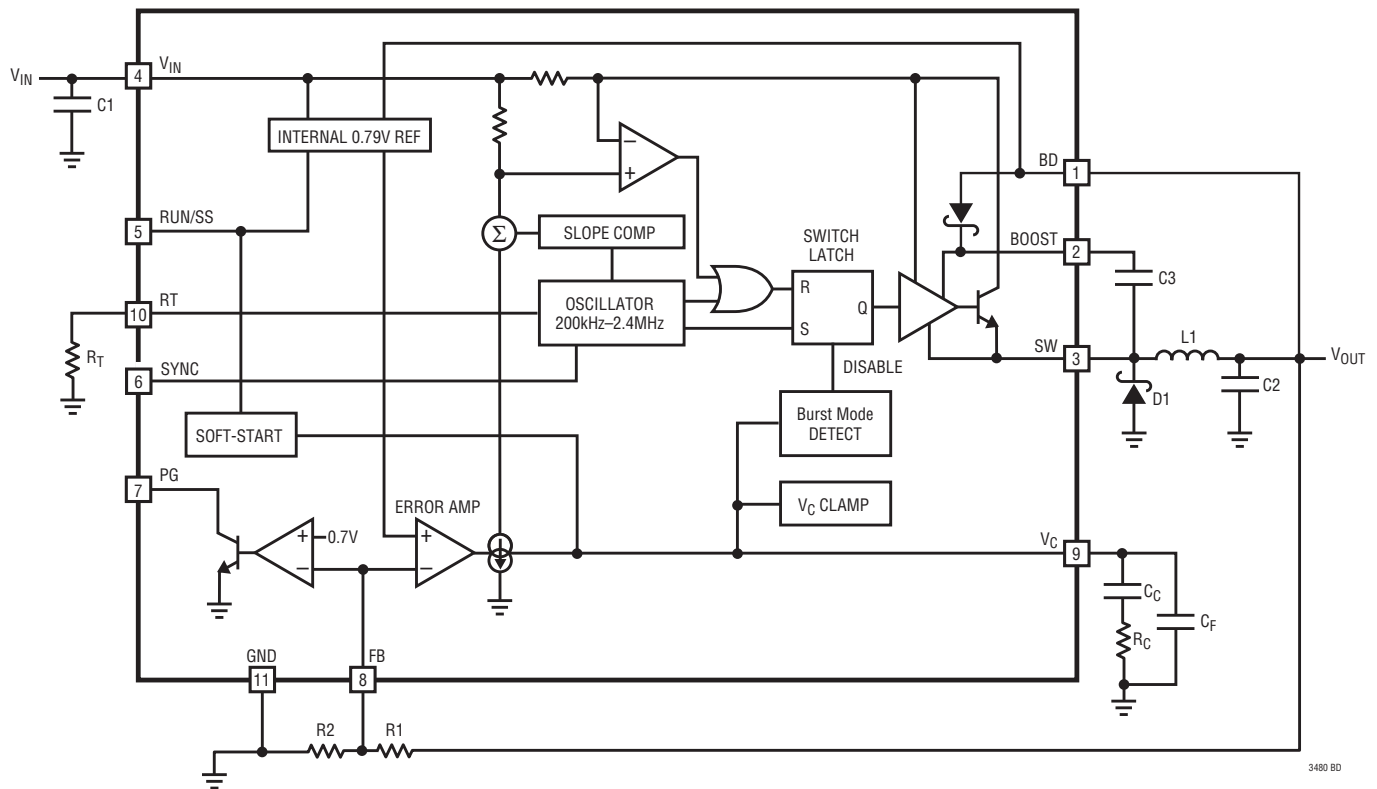 VIN
C1
4
VIN
INTERNAL 0.79V REF
–
+
BD
1
5
RUN/SS
Σ
SLOPE COMP
SWITCH
LATCH
BOOST
2
C3
10
RT
OSCILLATOR
200kHz–2.4MHz
R
S
Q
RT
6
SYNC
DISABLE
SW
3
L1
VOUT
D1
C2
SOFT-START
Burst Mode
DETECT
7
PG
ERROR AMP
VC CLAMP
+
–
0.7V
+
–
VC
9
CC
RC
CF
GND
11
FB
8
R2
R1
3480 BD